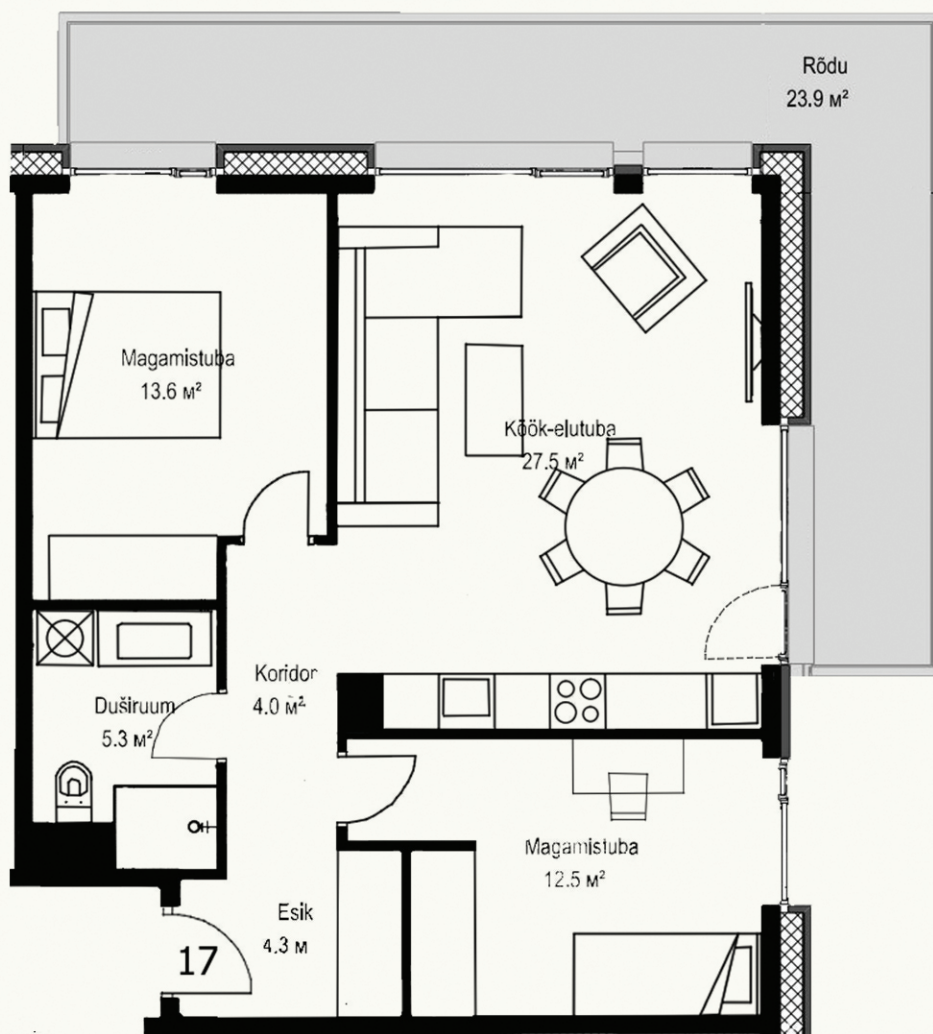 Rõdu
23.9 м²
Magamistuba
13.6 м²
Köök-elutuba
27.5 м²
Koridor
4.0 м²
Duširuum
5.3 м²
Magamistuba
12.5 м²
Esik
4.3 м
17